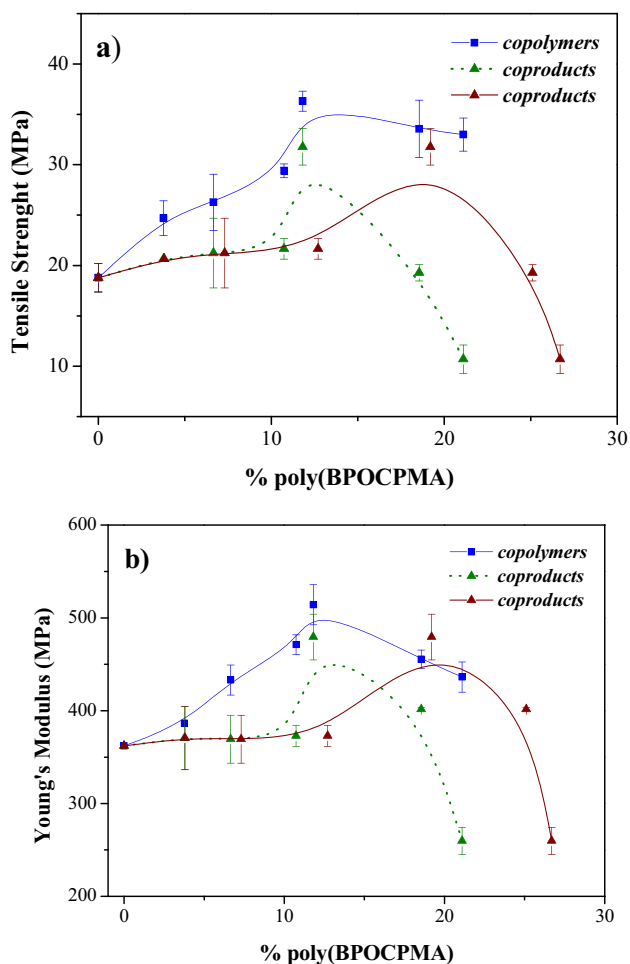 a)
copolymers
coproducts
coproducts
40
30
20
10
Tensile Strenght (MPa)
0
10
20
30
% poly(BPOCPMA)
b)
copolymers
coproducts
coproducts
600
500
400
300
200
Young's Modulus (MPa)
0
10
20
30
% poly(BPOCPMA)